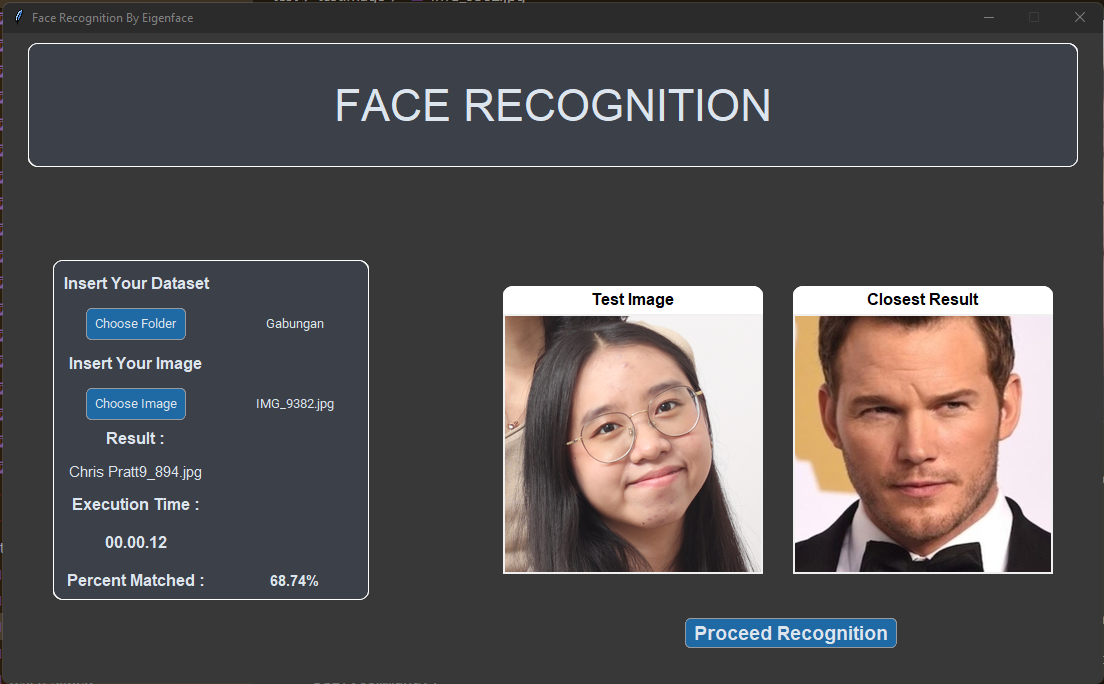 Face Recognition By Eigenface
FACE RECOGNITION
Insert Your Dataset
Choose Folder
Gabungan
Insert Your Image
Choose Image
IMG_9382.jpg
Result :
Chris Pratt9_894.jpg
Execution Time :
00.00.12
Percent Matched :
68.74%
Test Image
Closest Result
Proceed Recognition